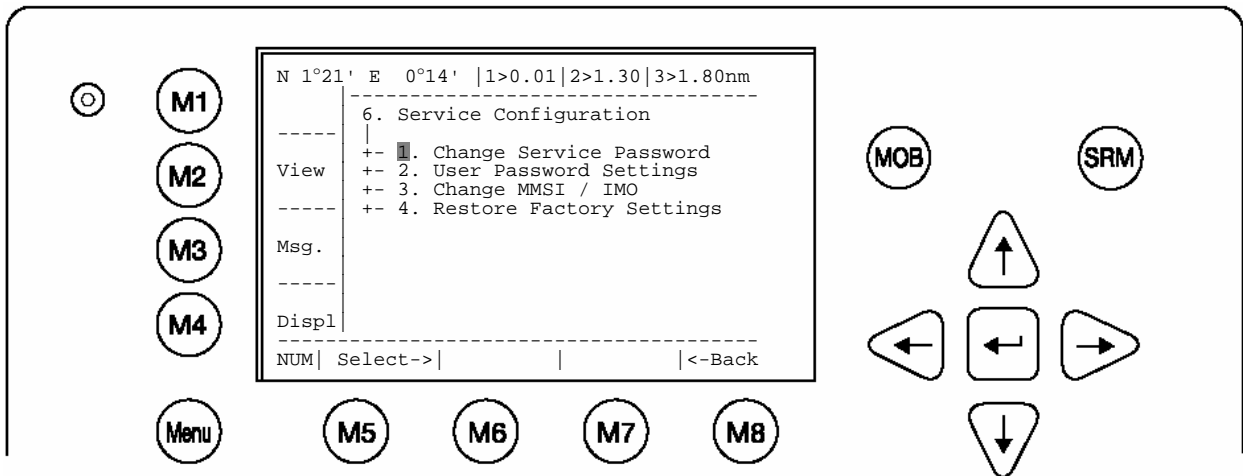 N 1°21' E  0°14' |1>0.01|2>1.30|3>1.80nm
6. Service Configuration
+- 1. Change Service Password
View +- 2. User Password Settings
+- 3. Change MMSI / IMO
+- 4. Restore Factory Settings
Msg.
Displ
NUM| Select->| | |<-Back
M1
M2
M3
M4
Menu
M5
M6
M7
M8
MOB
SRM